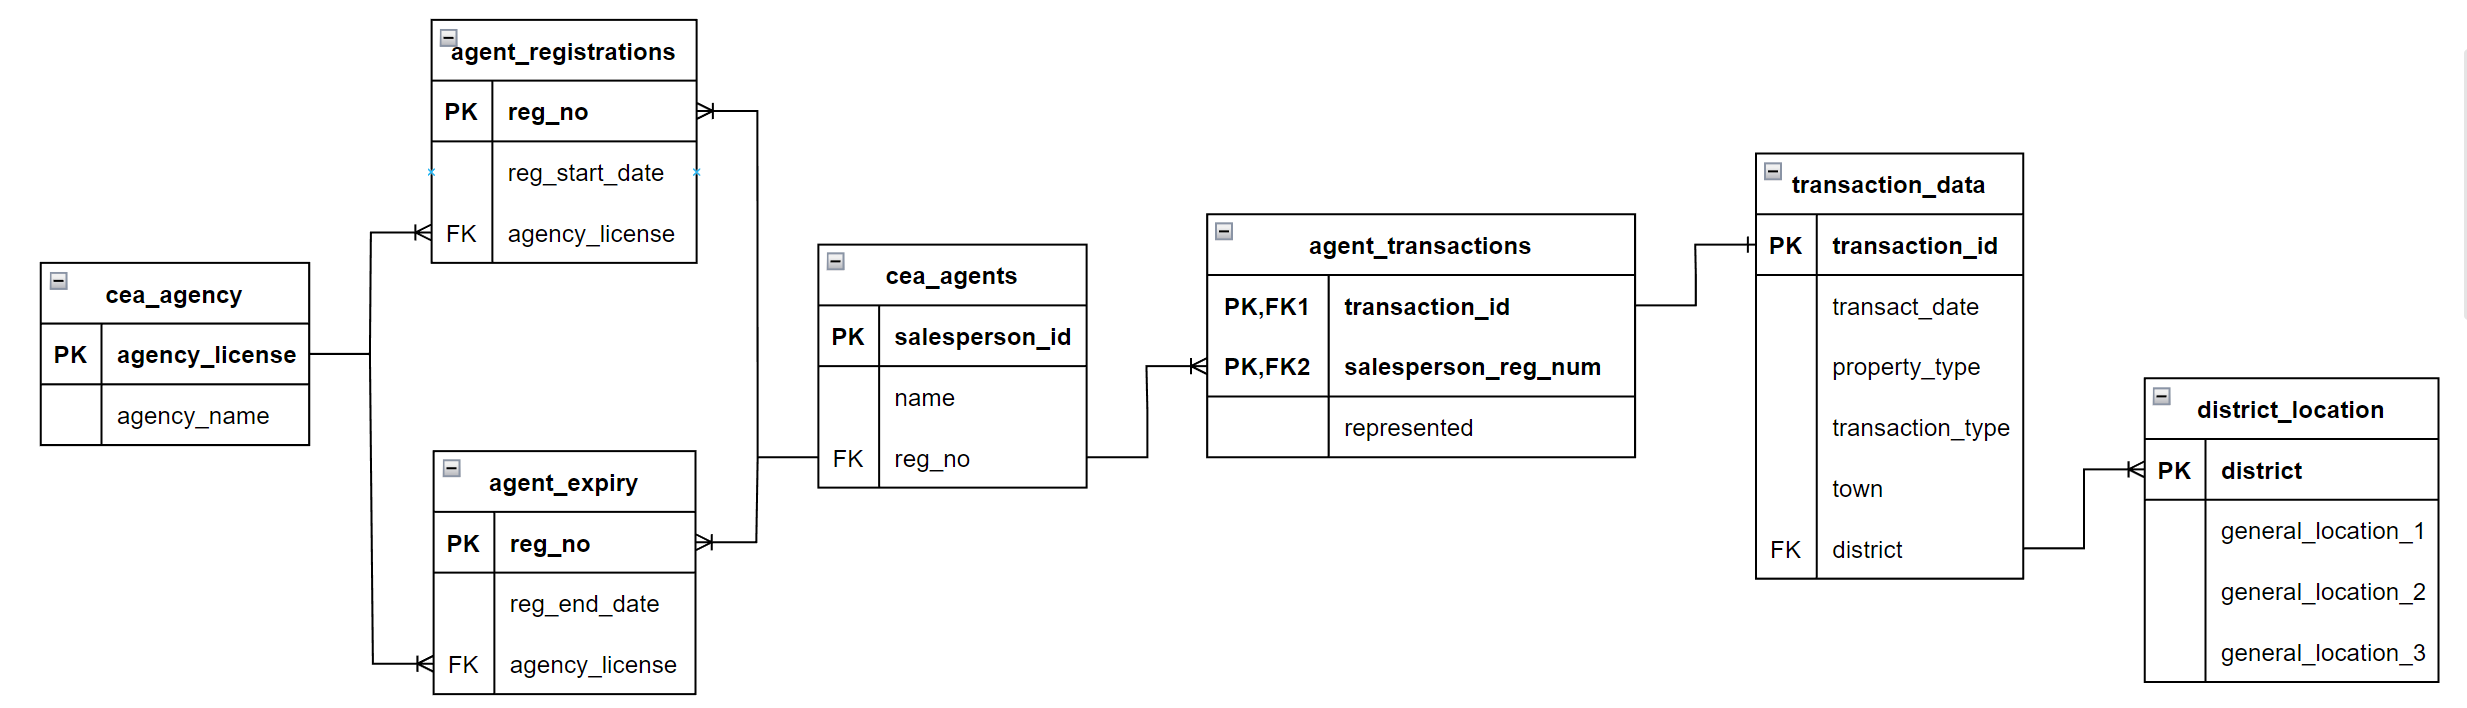 cea_agency
PK agency_license
agency_name
agent_registrations
PK reg_no
reg_start_date
FK agency_license
agent_expiry
PK reg_no
reg_end_date
FK agency_license
cea_agents
PK salesperson_id
name
FK reg_no
agent_transactions
PK,FK1 transaction_id
PK,FK2 salesperson_reg_num
represented
transaction_data
PK transaction_id
transact_date
property_type
transaction_type
town
FK district
district_location
PK district
general_location_1
general_location_2
general_location_3